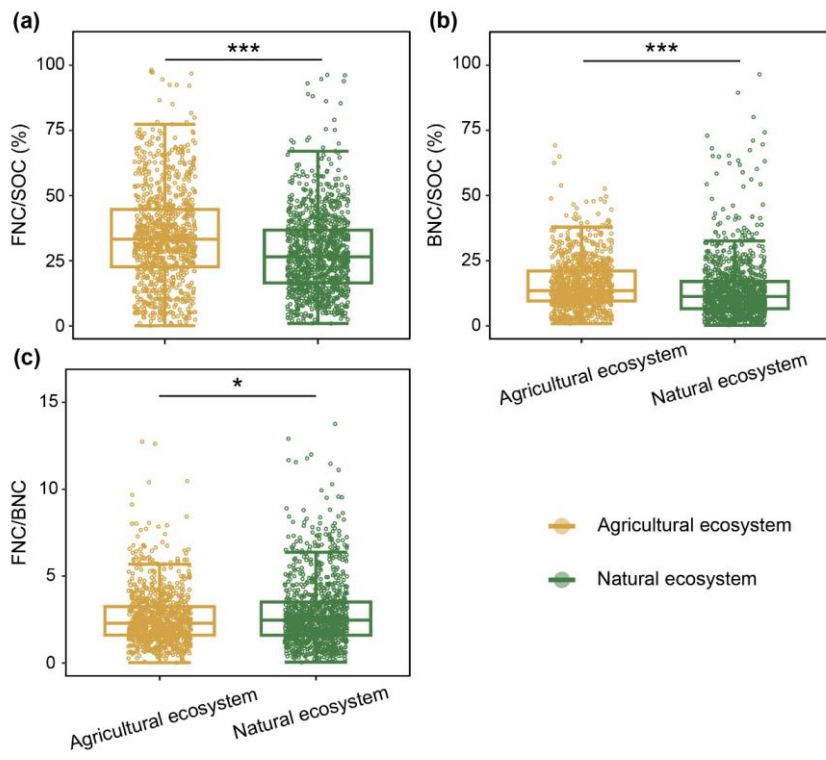 (a)
***
FNC/SOC (%)
100
75
50
25
0
(b)
***
BNC/SOC (%)
100
75
50
25
0
Agricultural ecosystem
Natural ecosystem
(c)
*
FNC/BNC
15
10
5
0
Agricultural ecosystem
Natural ecosystem
Agricultural ecosystem
Natural ecosystem